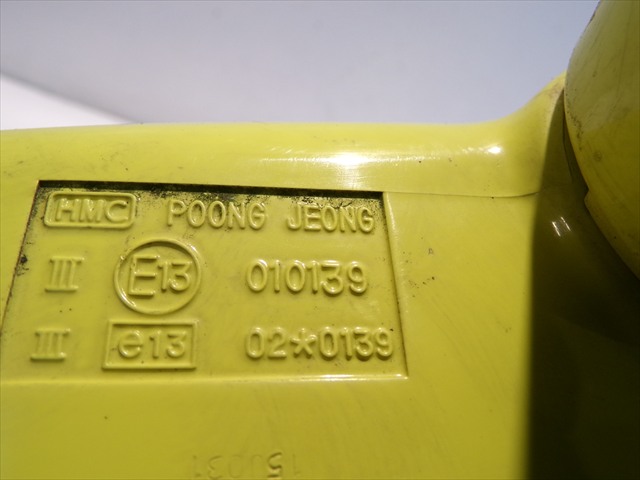 HMC POONG JEONG
III E13 010139
III e13 02*0139